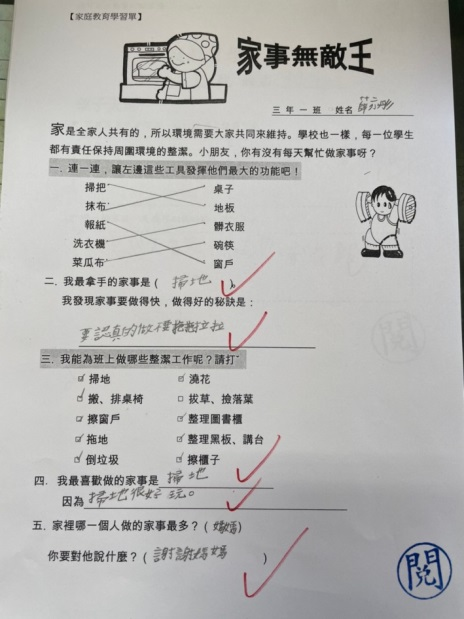 【家庭教育學習單】
家事無敵王
三年一班 姓名
家是全家人共有的，所以環境需要大家共同來維持。學校也一樣，每一位學生
都有責任保持周圍環境的整潔。小朋友，你有沒有每天幫忙做家事呀？
一. 連一連，讓左邊這些工具發揮他們最大的功能吧！
掃把 桌子
抹布 地板
報紙 髒衣服
洗衣機 碗筷
菜瓜布 窗戶
二. 我最拿手的家事是（ 掃地 ）。
我發現家事要做得快，做得好的秘訣是：
要認真的做
三. 我能為班上做哪些整潔工作呢？請打ˇ
☑ 掃地 ☑ 澆花
☑ 搬、排桌椅 □ 拔草、撿落葉
☑ 擦窗戶 ☑ 整理圖書櫃
☑ 拖地 ☑ 整理黑板、講台
☑ 倒垃圾 ☑ 擦櫃子
四. 我最喜歡做的家事是 掃地
因為 掃地很好玩。
五. 家裡哪一個人做的家事最多？（ 媽媽 ）
你要對他說什麼？（ 謝謝媽媽 ）
閱
閱